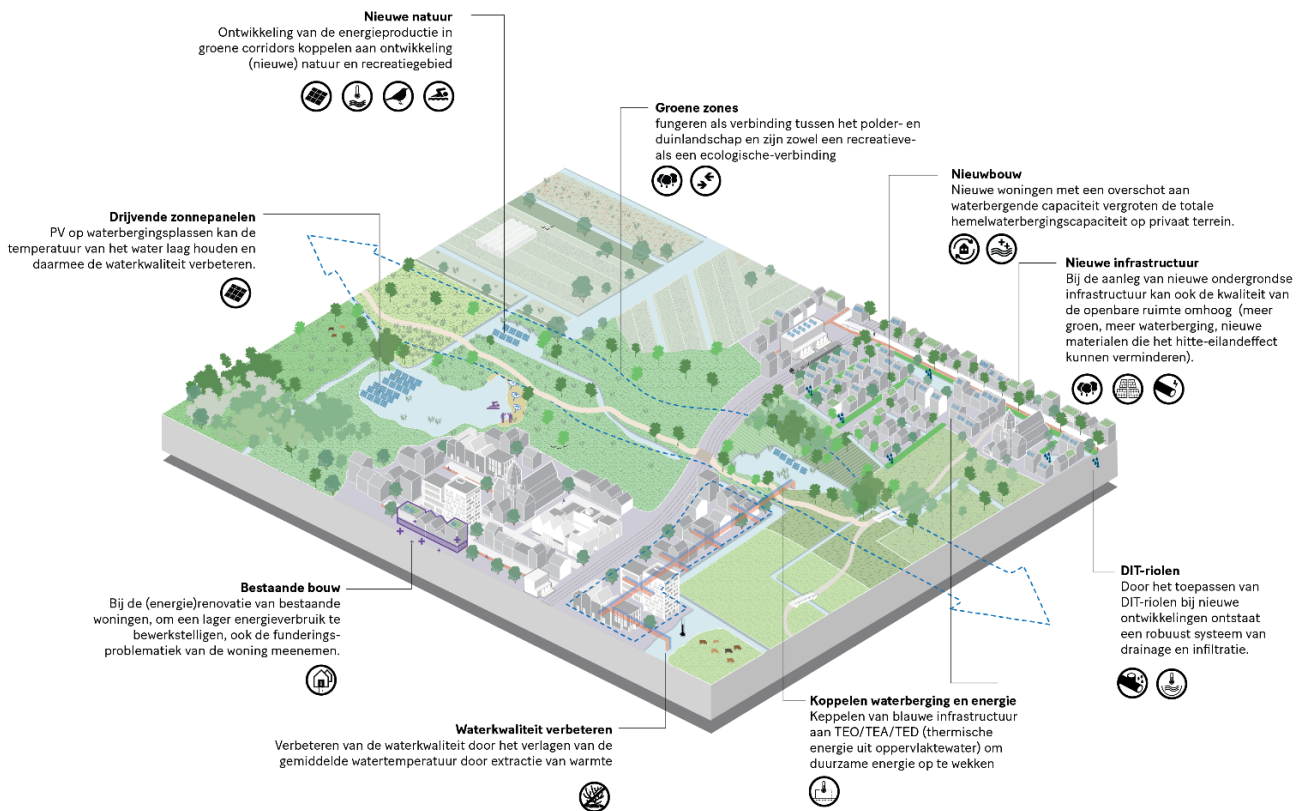 Nieuwe natuur
Ontwikkeling van de energieproductie in
groene corridors koppelen aan ontwikkeling
(nieuwe) natuur en recreatiegebied
Groene zones
fungeren als verbinding tussen het polder- en
duinlandschap en zijn zowel een recreatieve-
als een ecologische-verbinding
Nieuwbouw
Nieuwe woningen met een overschot aan
waterbergende capaciteit vergroten de totale
hemelwaterbergingscapaciteit op privaat terrein.
Drijvende zonnepanelen
PV op waterbergingsplassen kan de
temperatuur van het water laag houden en
daarmee de waterkwaliteit verbeteren.
Nieuwe infrastructuur
Bij de aanleg van nieuwe ondergrondse
infrastructuur kan ook de kwaliteit van
de openbare ruimte omhoog (meer
groen, meer waterberging, nieuwe
materialen die het hitte-eilandeffect
kunnen verminderen).
Bestaande bouw
Bij de (energie)renovatie van bestaande
woningen, om een lager energieverbruik te
bewerkstelligen, ook de funderings-
problematiek van de woning meenemen.
DIT-riolen
Door het toepassen van
DIT-riolen bij nieuwe
ontwikkelingen ontstaat
een robuust systeem van
drainage en infiltratie.
Waterkwaliteit verbeteren
Verbeteren van de waterkwaliteit door het verlagen van de
gemiddelde watertemperatuur door extractie van warmte
Koppelen waterberging en energie
Keppelen van blauwe infrastructuur
aan TEO/TEA/TED (thermische
energie uit oppervlaktewater) om
duurzame energie op te wekken